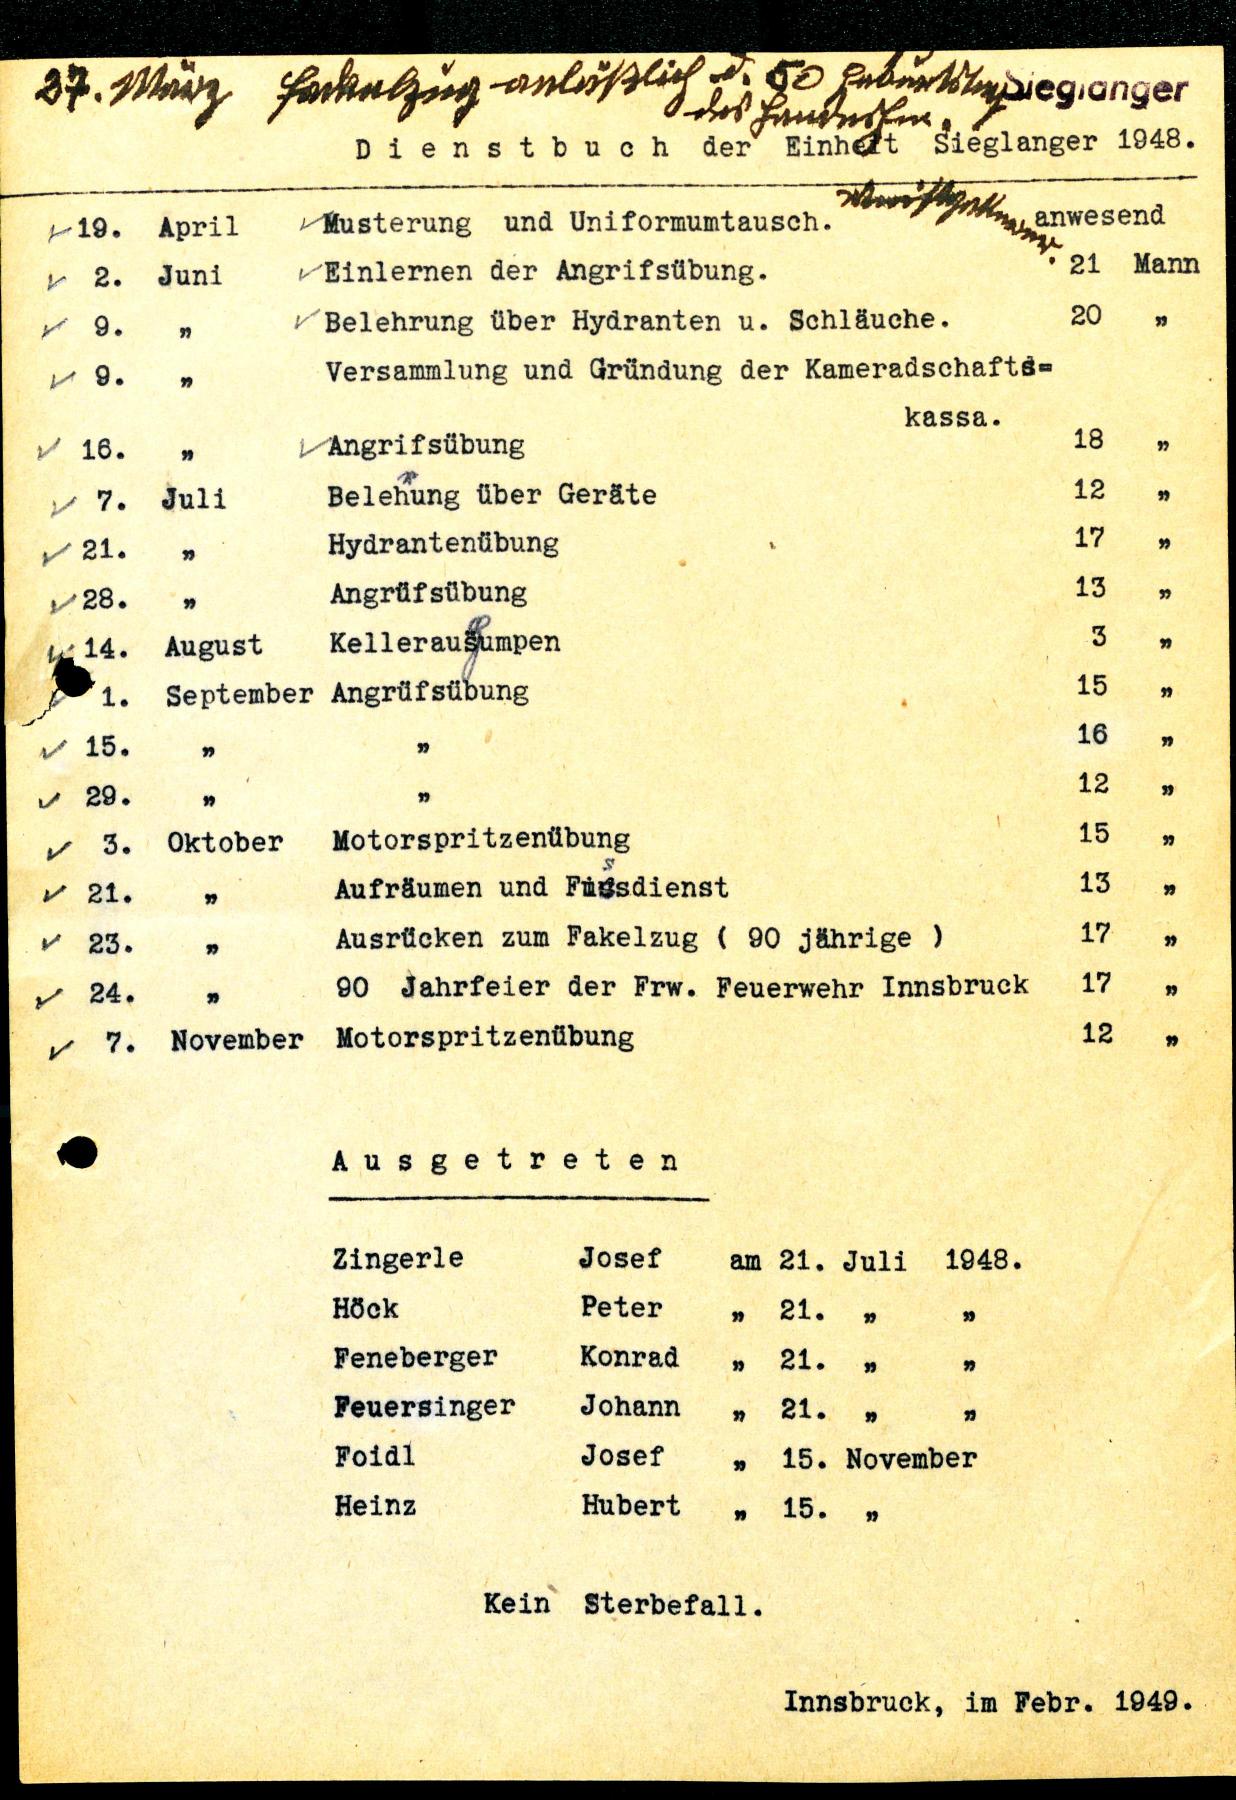 27. März Fackelzug anläßlich d. 50 Geburtstag Sieglanger
des
Dienstbuch der Einheit Sieglanger 1948.
19. April Musterung und Uniformumtausch. anwesend
2. Juni Einlernen der Angrifsübung. 21 Mann
9. „ Belehrung über Hydranten u. Schläuche. 20 „
9. „ Versammlung und Gründung der Kameradschafts=
kassa.
16. „ Angrifsübung 18 „
7. Juli Belehrung über Geräte 12 „
21. „ Hydrantenübung 17 „
28. „ Angrüfsübung 13 „
14. August Kellerauspumpen 3 „
1. September Angrüfsübung 15 „
15. „ „ 16 „
29. „ „ 12 „
3. Oktober Motorspritzenübung 15 „
21. „ Aufräumen und Fissdienst 13 „
23. „ Ausrücken zum Fakelzug ( 90 jährige ) 17 „
24. „ 90 Jahrfeier der Frw. Feuerwehr Innsbruck 17 „
7. November Motorspritzenübung 12 „
Ausgetreten
Zingerle Josef am 21. Juli 1948.
Höck Peter „ 21. „ „
Feneberger Konrad „ 21. „ „
Feuersinger Johann „ 21. „ „
Foidl Josef „ 15. November
Heinz Hubert „ 15. „
Kein Sterbefall.
Innsbruck, im Febr. 1949.